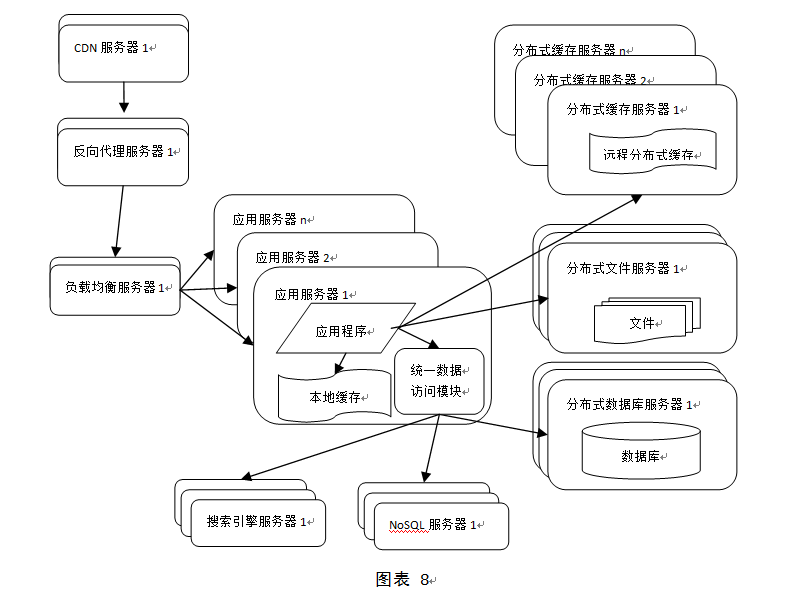 CDN 服务器 1
反向代理服务器 1
负载均衡服务器 1
应用服务器 n
应用服务器 2
应用服务器 1
应用程序
本地缓存
统一数据
访问模块
分布式缓存服务器 n
分布式缓存服务器 2
分布式缓存服务器 1
远程分布式缓存
分布式文件服务器 1
文件
分布式数据库服务器 1
数据库
搜索引擎服务器 1
NoSQL 服务器 1
图表 8